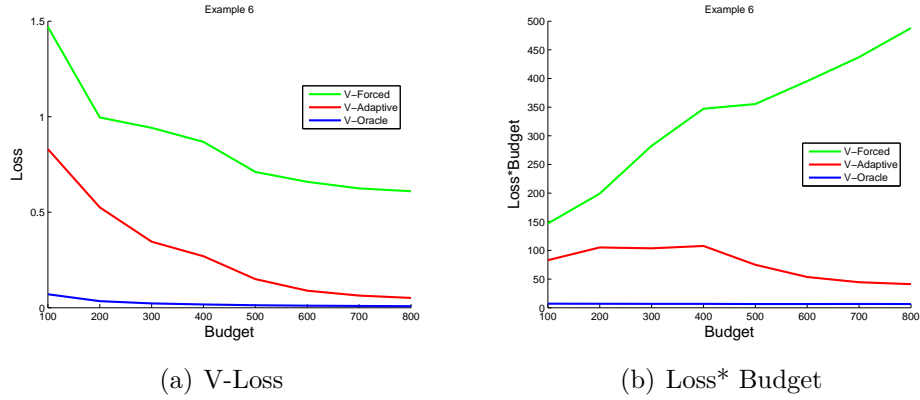 Example 6
1.5
1
0.5
0
Loss
V-Forced
V-Adaptive
V-Oracle
100 200 300 400 500 600 700 800
Budget
(a) V-Loss
Example 6
500
450
400
350
300
250
200
150
100
50
0
Loss*Budget
V-Forced
V-Adaptive
V-Oracle
100 200 300 400 500 600 700 800
Budget
(b) Loss* Budget